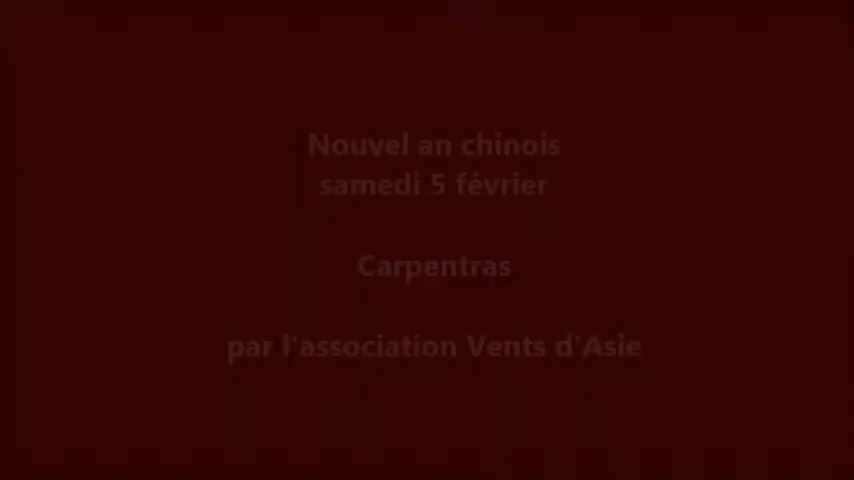 Nouvel an chinois
samedi 5 février
Carpentras
par l'association Vents d'Asie